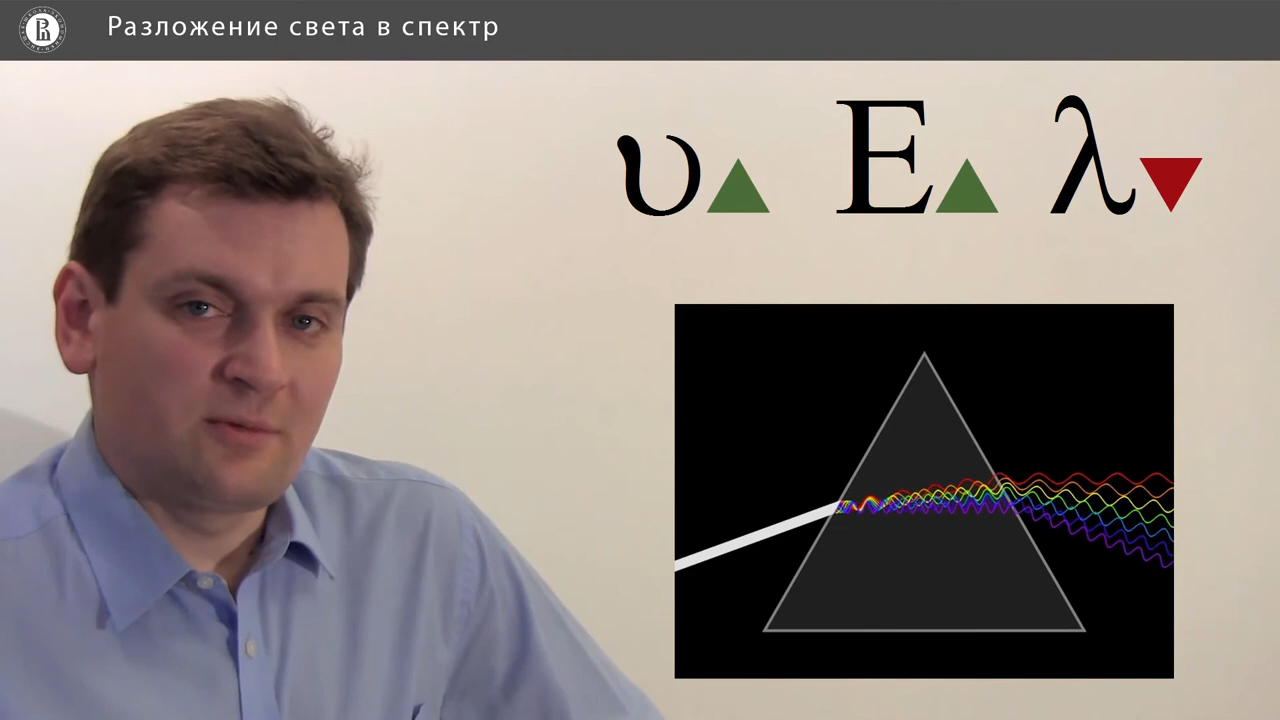 Разложение света в спектр
υ E λ